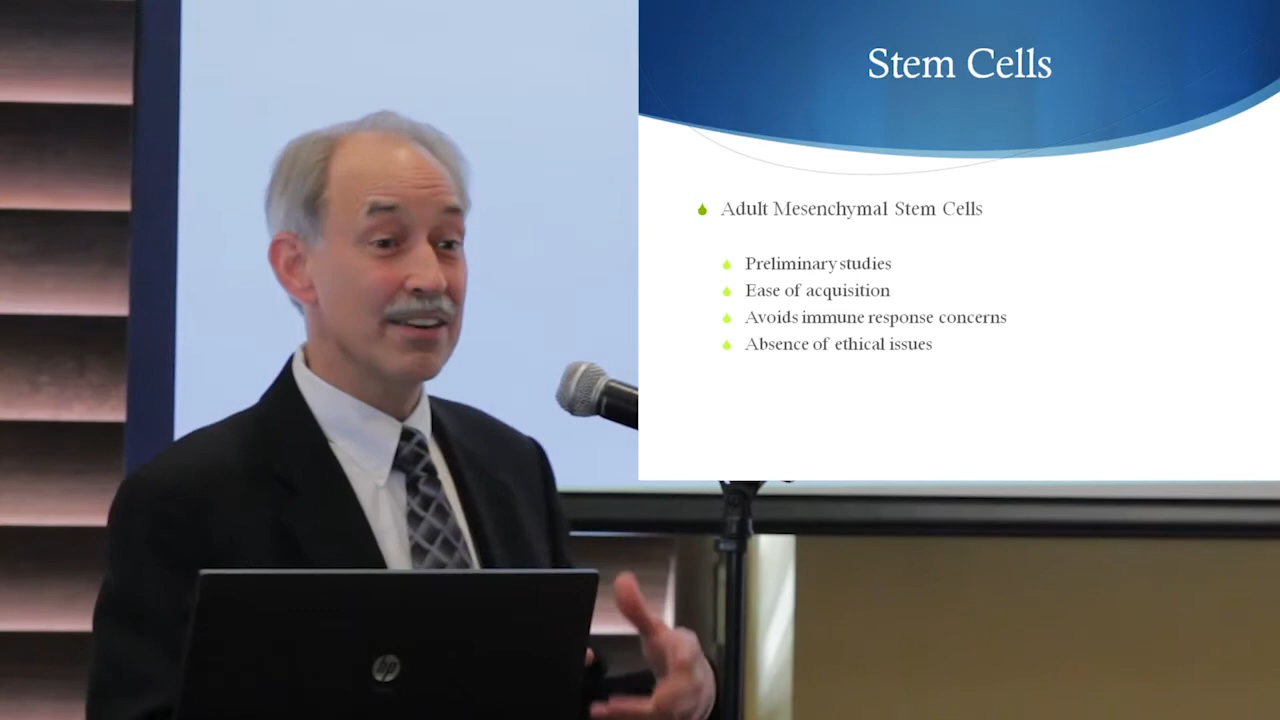 Stem Cells
Adult Mesenchymal Stem Cells
Preliminary studies
Ease of acquisition
Avoids immune response concerns
Absence of ethical issues
hp